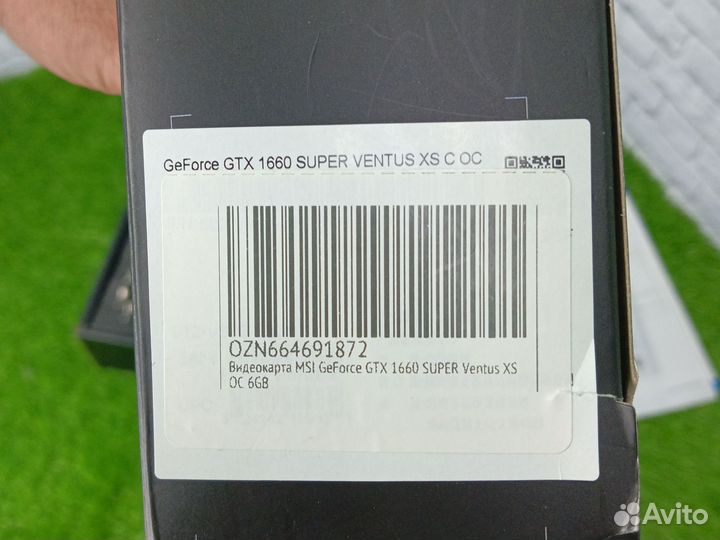 GeForce GTX 1660 SUPER VENTUS XS C OC
OZN664691872
Видеокарта MSI GeForce GTX 1660 SUPER Ventus XS
OC 6GB
Avito